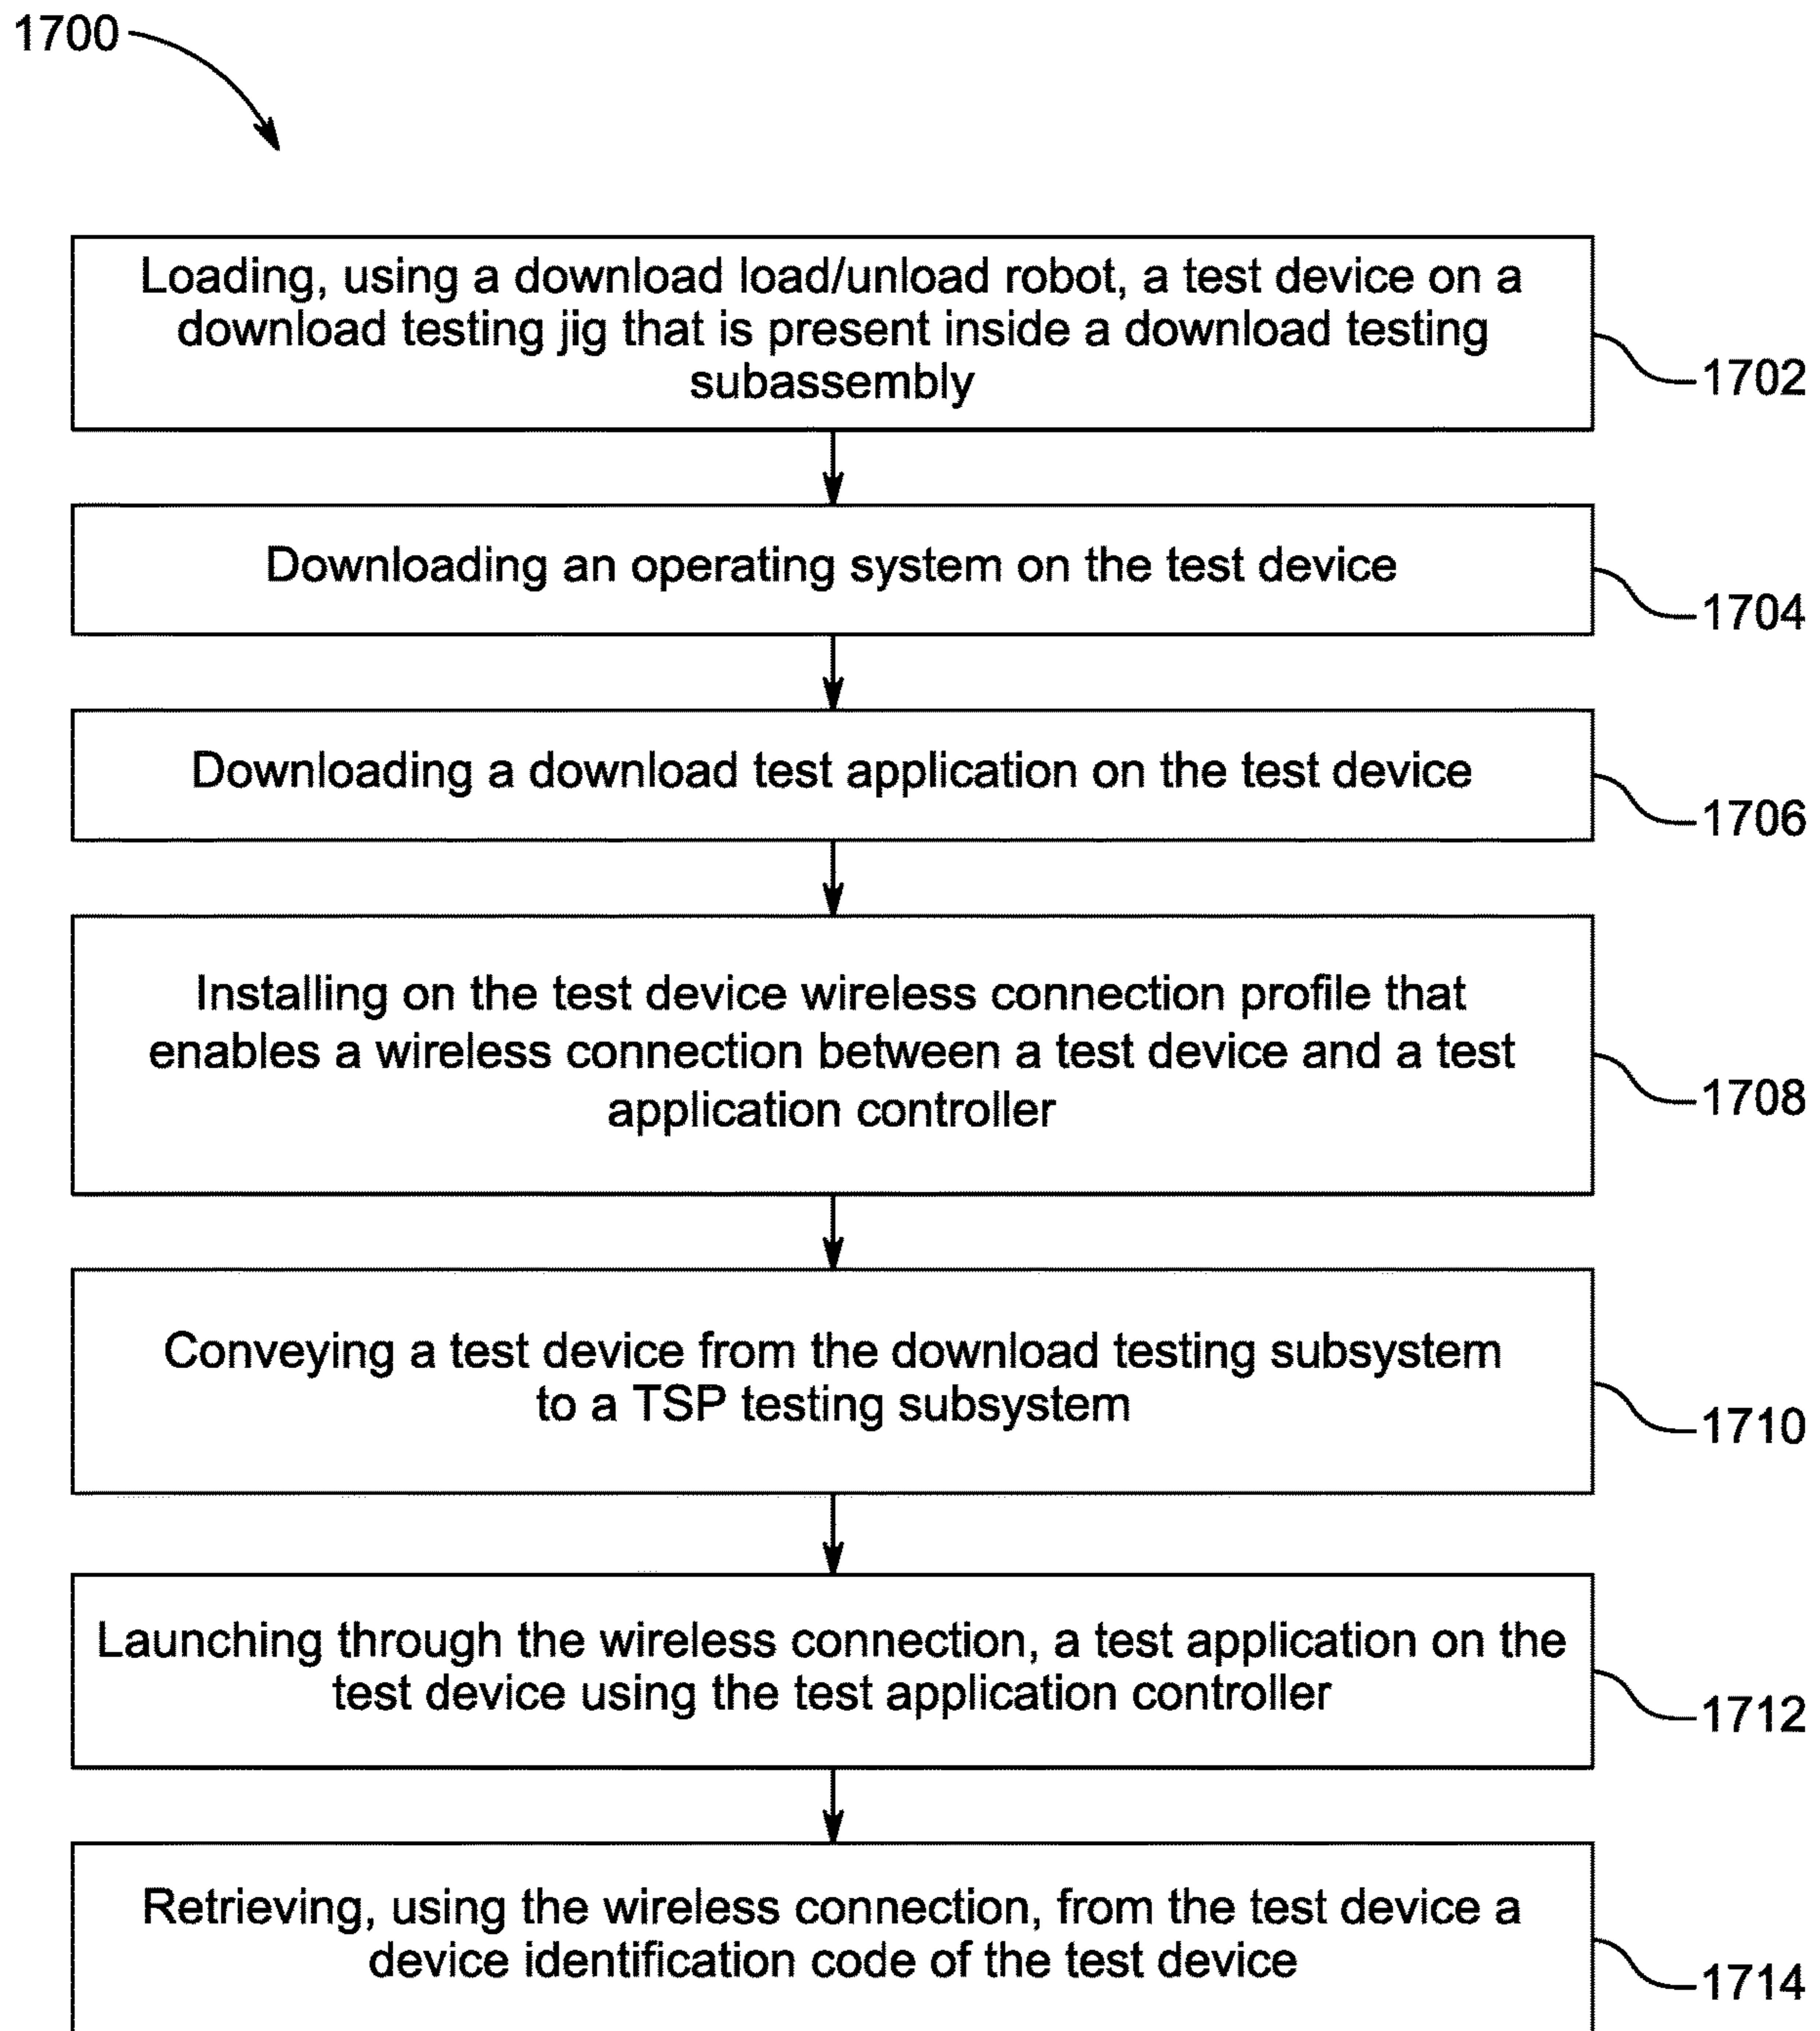 1700
Loading, using a download load/unload robot, a test device on a
download testing jig that is present inside a download testing
subassembly
1702
Downloading an operating system on the test device
1704
Downloading a download test application on the test device
1706
Installing on the test device wireless connection profile that
enables a wireless connection between a test device and a test
application controller
1708
Conveying a test device from the download testing subsystem
to a TSP testing subsystem
1710
Launching through the wireless connection, a test application on the
test device using the test application controller
1712
Retrieving, using the wireless connection, from the test device a
device identification code of the test device
1714